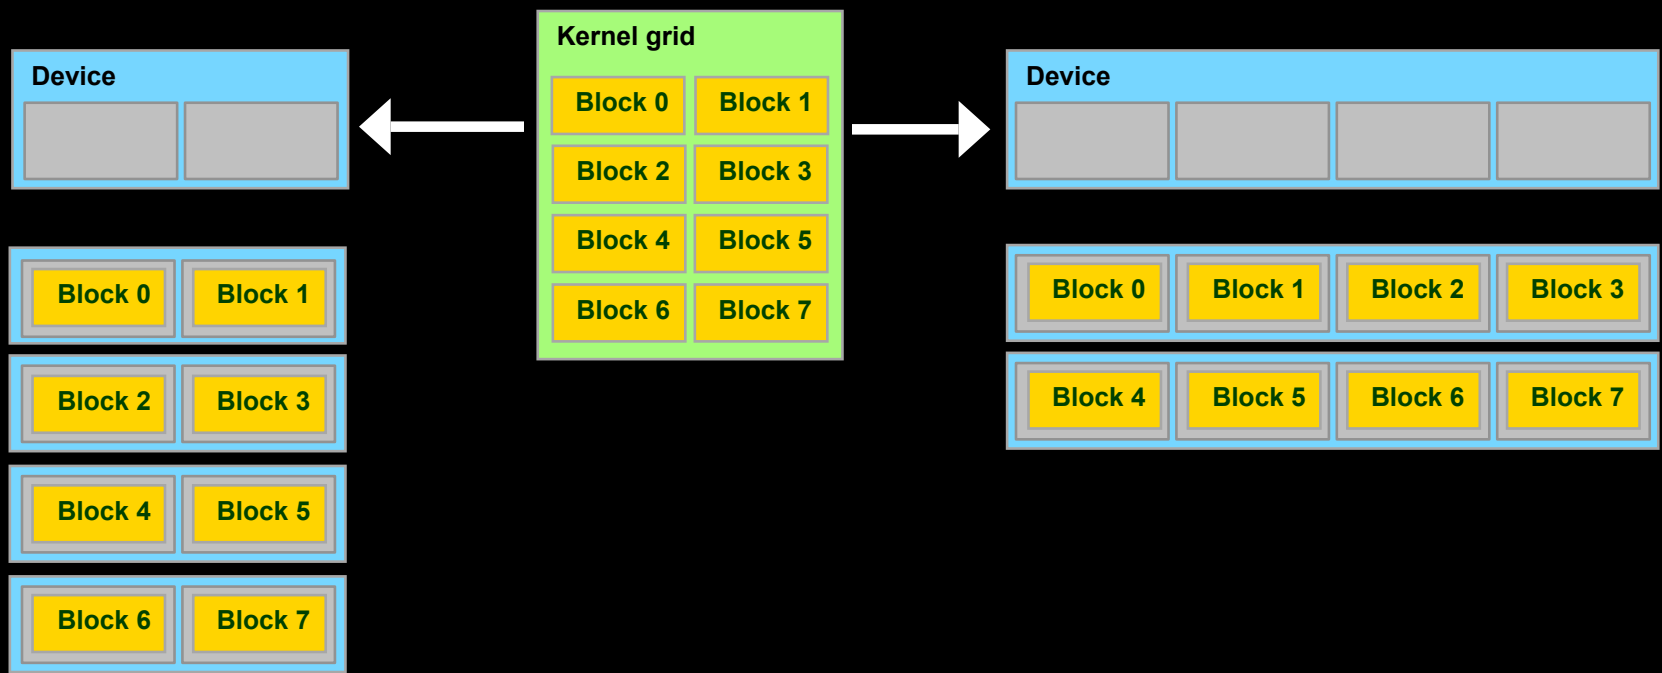 Kernel grid
Block 0 Block 1
Block 2 Block 3
Block 4 Block 5
Block 6 Block 7
Device
Block 0 Block 1
Block 2 Block 3
Block 4 Block 5
Block 6 Block 7
Device
Block 0 Block 1 Block 2 Block 3
Block 4 Block 5 Block 6 Block 7